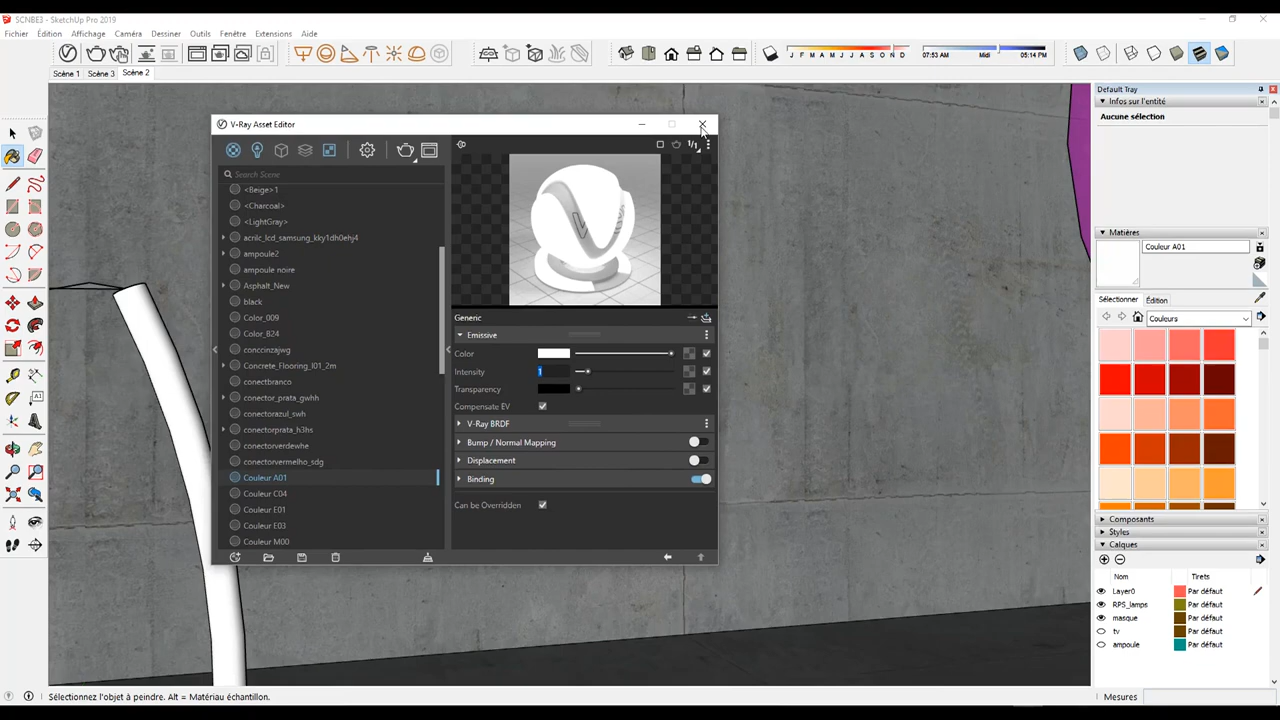 SCNBE3 - SketchUp Pro 2019
Fichier Édition Affichage Caméra Dessiner Outils Fenêtre Extensions Aide
J F M A M J J A S O N D
07:53 AM Midi 05:14 PM
Scène 1 Scène 3 Scène 2
Default Tray
Infos sur l'entité
Aucune sélection
V-Ray Asset Editor
Search Scene
1/1
<Beige>1
<Charcoal>
<LightGray>
acrilc_lcd_samsung_kky1dh0ehj4
ampoule2
ampoule noire
Asphalt_New
black
Color_009
Color_B24
conccinzajwg
Concrete_Flooring_I01_2m
conectbranco
conector_prata_gwhh
conectorazul_swh
conectorprata_h3hs
conectorverdewhe
conectorvermelho_sdg
Couleur A01
Couleur C04
Couleur E01
Couleur E03
Couleur M00
Generic
Emissive
Color
Intensity 1
Transparency
Compensate EV
V-Ray BRDF
Bump / Normal Mapping
Displacement
Binding
Can be Overridden
Matières
Couleur A01
Sélectionner Édition
Couleurs
Composants
Styles
Calques
Nom Tirets
Layer0 Par défaut
RPS_lamps Par défaut
masque Par défaut
tv Par défaut
ampoule Par défaut
Sélectionnez l'objet à peindre. Alt = Matériau échantillon.
Mesures